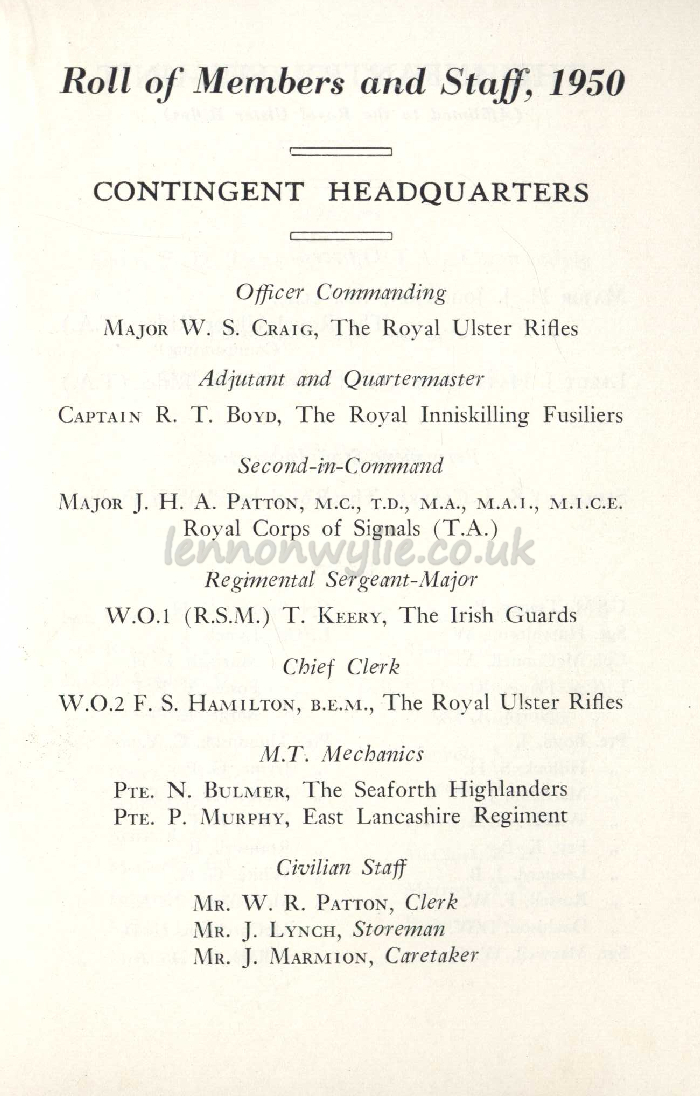 Roll of Members and Staff, 1950
CONTINGENT HEADQUARTERS
Officer Commanding
Major W. S. Craig, The Royal Ulster Rifles
Adjutant and Quartermaster
Captain R. T. Boyd, The Royal Inniskilling Fusiliers
Second-in-Command
Major J. H. A. Patton, M.C., T.D., M.A., M.A.I., M.I.C.E.
Royal Corps of Signals (T.A.)
lennonwylie.co.uk
Regimental Sergeant-Major
W.O.1 (R.S.M.) T. Keery, The Irish Guards
Chief Clerk
W.O.2 F. S. Hamilton, B.E.M., The Royal Ulster Rifles
M.T. Mechanics
Pte. N. Bulmer, The Seaforth Highlanders
Pte. P. Murphy, East Lancashire Regiment
Civilian Staff
Mr. W. R. Patton, Clerk
Mr. J. Lynch, Storeman
Mr. J. Marmion, Caretaker